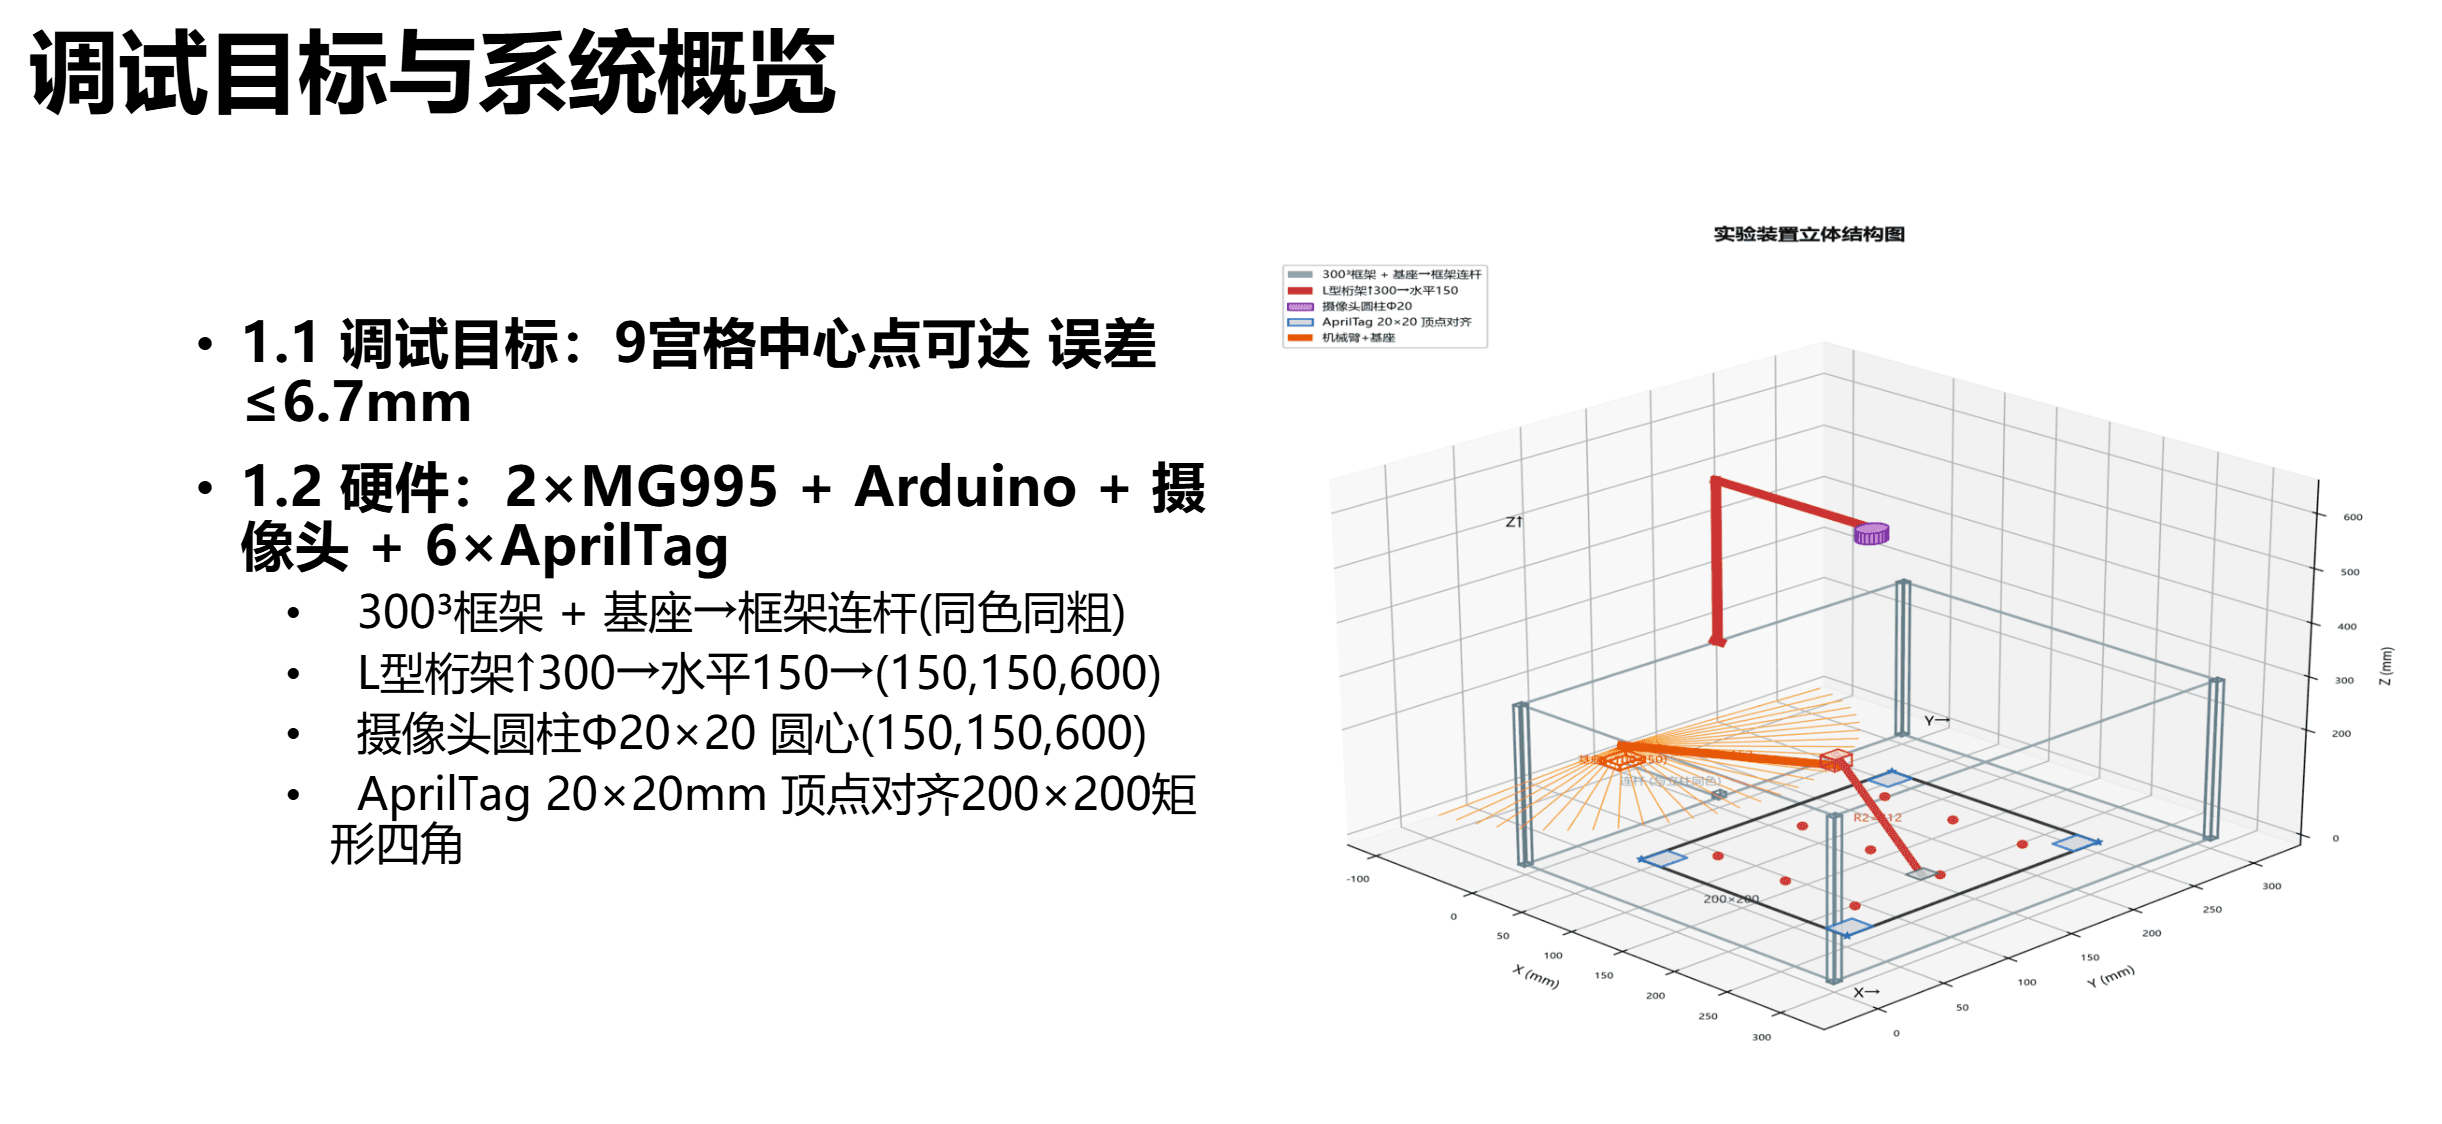 调试目标与系统概览
• 1.1 调试目标：9宫格中心点可达 误差
≤6.7mm
• 1.2 硬件：2×MG995 + Arduino + 摄
像头 + 6×AprilTag
• 300³框架 + 基座→框架连杆(同色同粗)
• L型桁架↑300→水平150→(150,150,600)
• 摄像头圆柱Φ20×20 圆心(150,150,600)
• AprilTag 20×20mm 顶点对齐200×200矩
形四角
实验装置立体结构图
300³框架 + 基座→框架连杆
L型桁架↑300→水平150
摄像头圆柱Φ20
AprilTag 20×20 顶点对齐
机械臂+基座
Z↑
Y→
连杆 (与立柱同色)
200×200
X→
-100
0
50
100
150
200
250
300
X (mm)
0
50
100
150
200
250
300
Y (mm)
600
500
400
300
200
0
Z (mm)